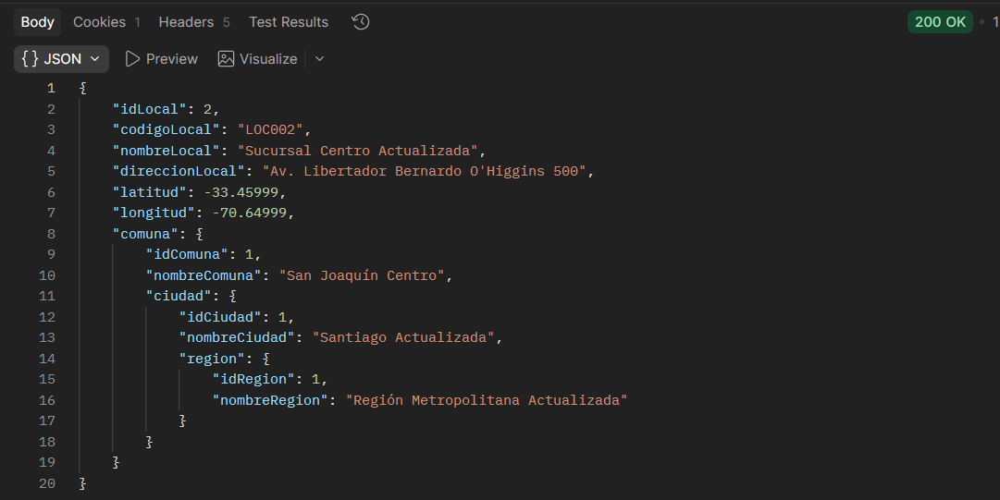 Body Cookies 1 Headers 5 Test Results 200 OK • 1
{} JSON Preview Visualize
1 {
2 "idLocal": 2,
3 "codigoLocal": "LOC002",
4 "nombreLocal": "Sucursal Centro Actualizada",
5 "direccionLocal": "Av. Libertador Bernardo O'Higgins 500",
6 "latitud": -33.45999,
7 "longitud": -70.64999,
8 "comuna": {
9 "idComuna": 1,
10 "nombreComuna": "San Joaquín Centro",
11 "ciudad": {
12 "idCiudad": 1,
13 "nombreCiudad": "Santiago Actualizada",
14 "region": {
15 "idRegion": 1,
16 "nombreRegion": "Región Metropolitana Actualizada"
17 }
18 }
19 }
20 }